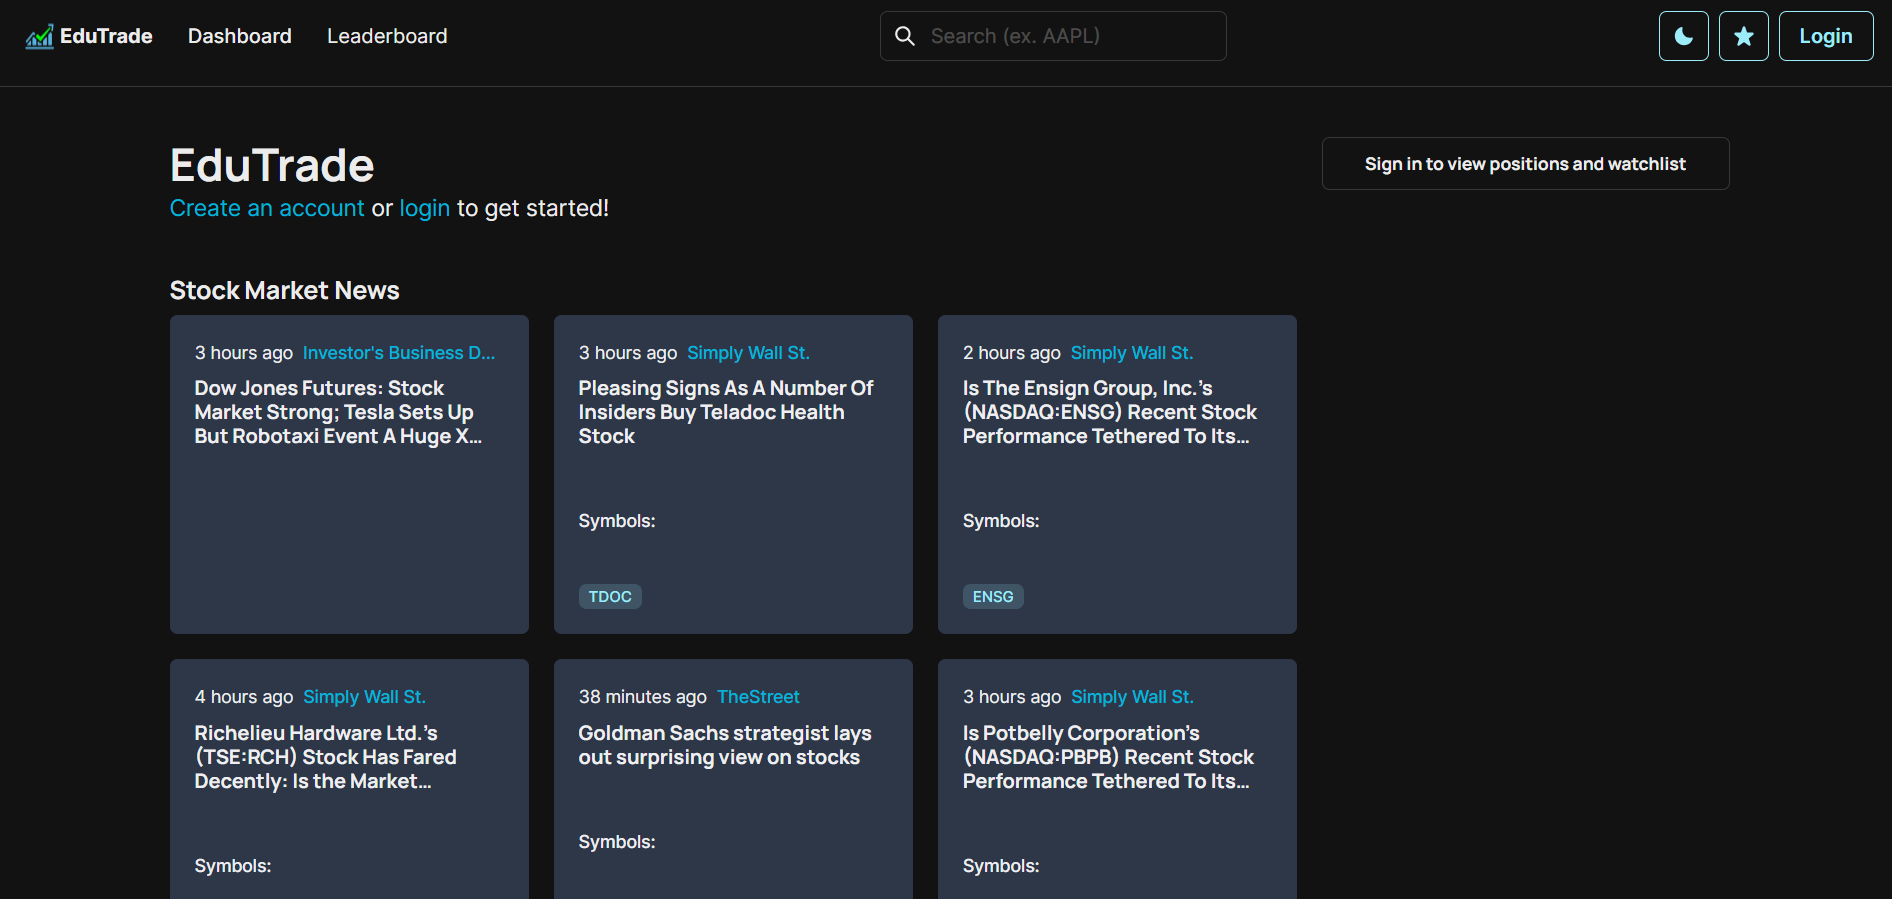 EduTrade Dashboard Leaderboard Search (ex. AAPL) Login
EduTrade
Create an account or login to get started!
Sign in to view positions and watchlist
Stock Market News
3 hours ago Investor's Business D...
Dow Jones Futures: Stock
Market Strong; Tesla Sets Up
But Robotaxi Event A Huge X...
3 hours ago Simply Wall St.
Pleasing Signs As A Number Of
Insiders Buy Teladoc Health
Stock
Symbols:
TDOC
2 hours ago Simply Wall St.
Is The Ensign Group, Inc.'s
(NASDAQ:ENSG) Recent Stock
Performance Tethered To Its...
Symbols:
ENSG
4 hours ago Simply Wall St.
Richelieu Hardware Ltd.'s
(TSE:RCH) Stock Has Fared
Decently: Is the Market...
Symbols:
38 minutes ago TheStreet
Goldman Sachs strategist lays
out surprising view on stocks
Symbols:
3 hours ago Simply Wall St.
Is Potbelly Corporation's
(NASDAQ:PBPB) Recent Stock
Performance Tethered To Its...
Symbols: